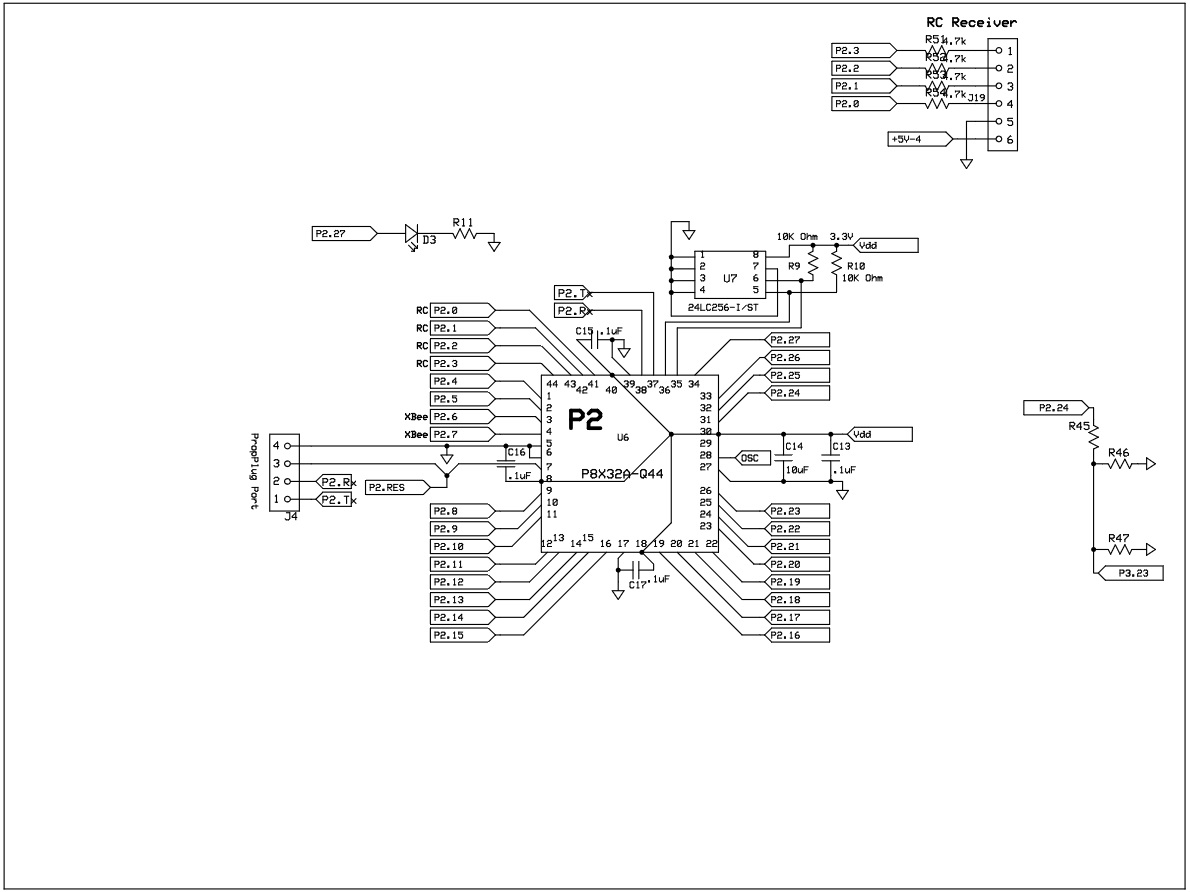 RC Receiver
P2.3 R51 4.7k 1
P2.2 R52 4.7k 2
P2.1 R53 4.7k 3
P2.0 R54 4.7k J19 4
5
+5V-4 6
P2.27 D3 R11
10K Ohm 3.3V Vdd
1 8
2 7 R9 R10
3 U7 6 10K Ohm
4 5
24LC256-I/ST
P2.Tx
P2.Rx
RC P2.0
RC P2.1
RC P2.2
RC P2.3
P2.4
P2.5
XBee P2.6
XBee P2.7
C15 .1uF
P2.27
P2.26
P2.25
P2.24
44 43 42 41 40 39 38 37 36 35 34
1
2
3
4
5
6
7
8
9
10
11
P2
U6
P8X32A-Q44
33
32
31
30
29
28
27
26
25
24
23
12 13 14 15 16 17 18 19 20 21 22
Vdd
OSC
C14
10uF
C13
.1uF
C16
.1uF
PropPlug Port
4
3
2 P2.Rx
1 P2.Tx
J4
P2.RES
P2.8
P2.9
P2.10
P2.11
P2.12
P2.13
P2.14
P2.15
C17 .1uF
P2.23
P2.22
P2.21
P2.20
P2.19
P2.18
P2.17
P2.16
P2.24
R45
R46
R47
P3.23